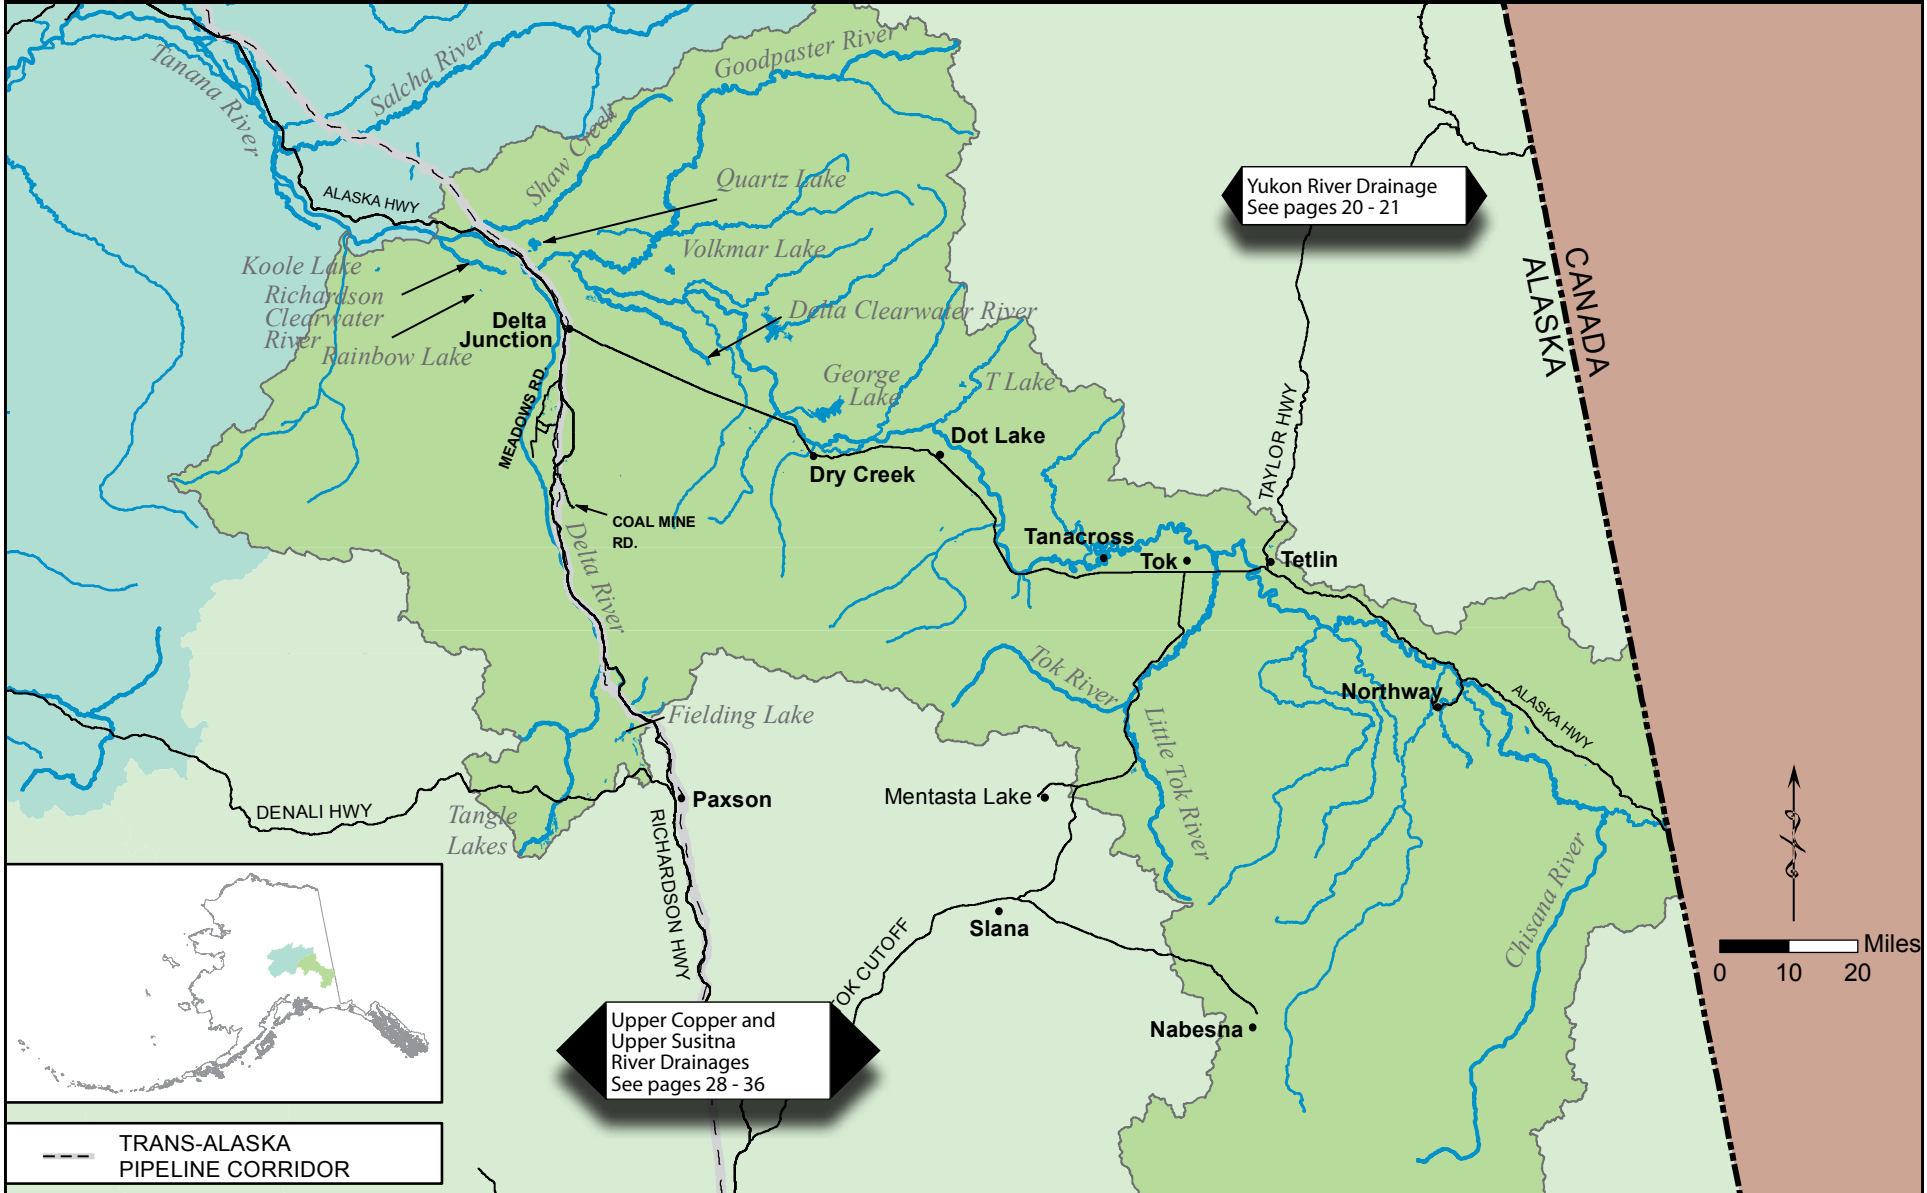 Goodpaster River
Tanana River
Salcha River
Shaw Creek
Quartz Lake
Yukon River Drainage
See pages 20 - 21
ALASKA HWY
Volkmar Lake
Koole Lake
Richardson
Clearwater
River
Rainbow Lake
Delta
Junction
Delta Clearwater River
CANADA
ALASKA
George
Lake
T Lake
MEADOWS RD.
TAYLOR HWY
Dot Lake
Dry Creek
COAL MINE
RD.
Delta River
Tanacross
Tok
Tetlin
Tok River
Northway
ALASKA HWY
Fielding Lake
Little Tok River
Mentasta Lake
Paxson
DENALI HWY
Tangle
Lakes
RICHARDSON HWY
Chisana River
Slana
TOK CUTOFF
Miles
0 10 20
Nabesna
Upper Copper and
Upper Susitna
River Drainages
See pages 28 - 36
TRANS-ALASKA
PIPELINE CORRIDOR